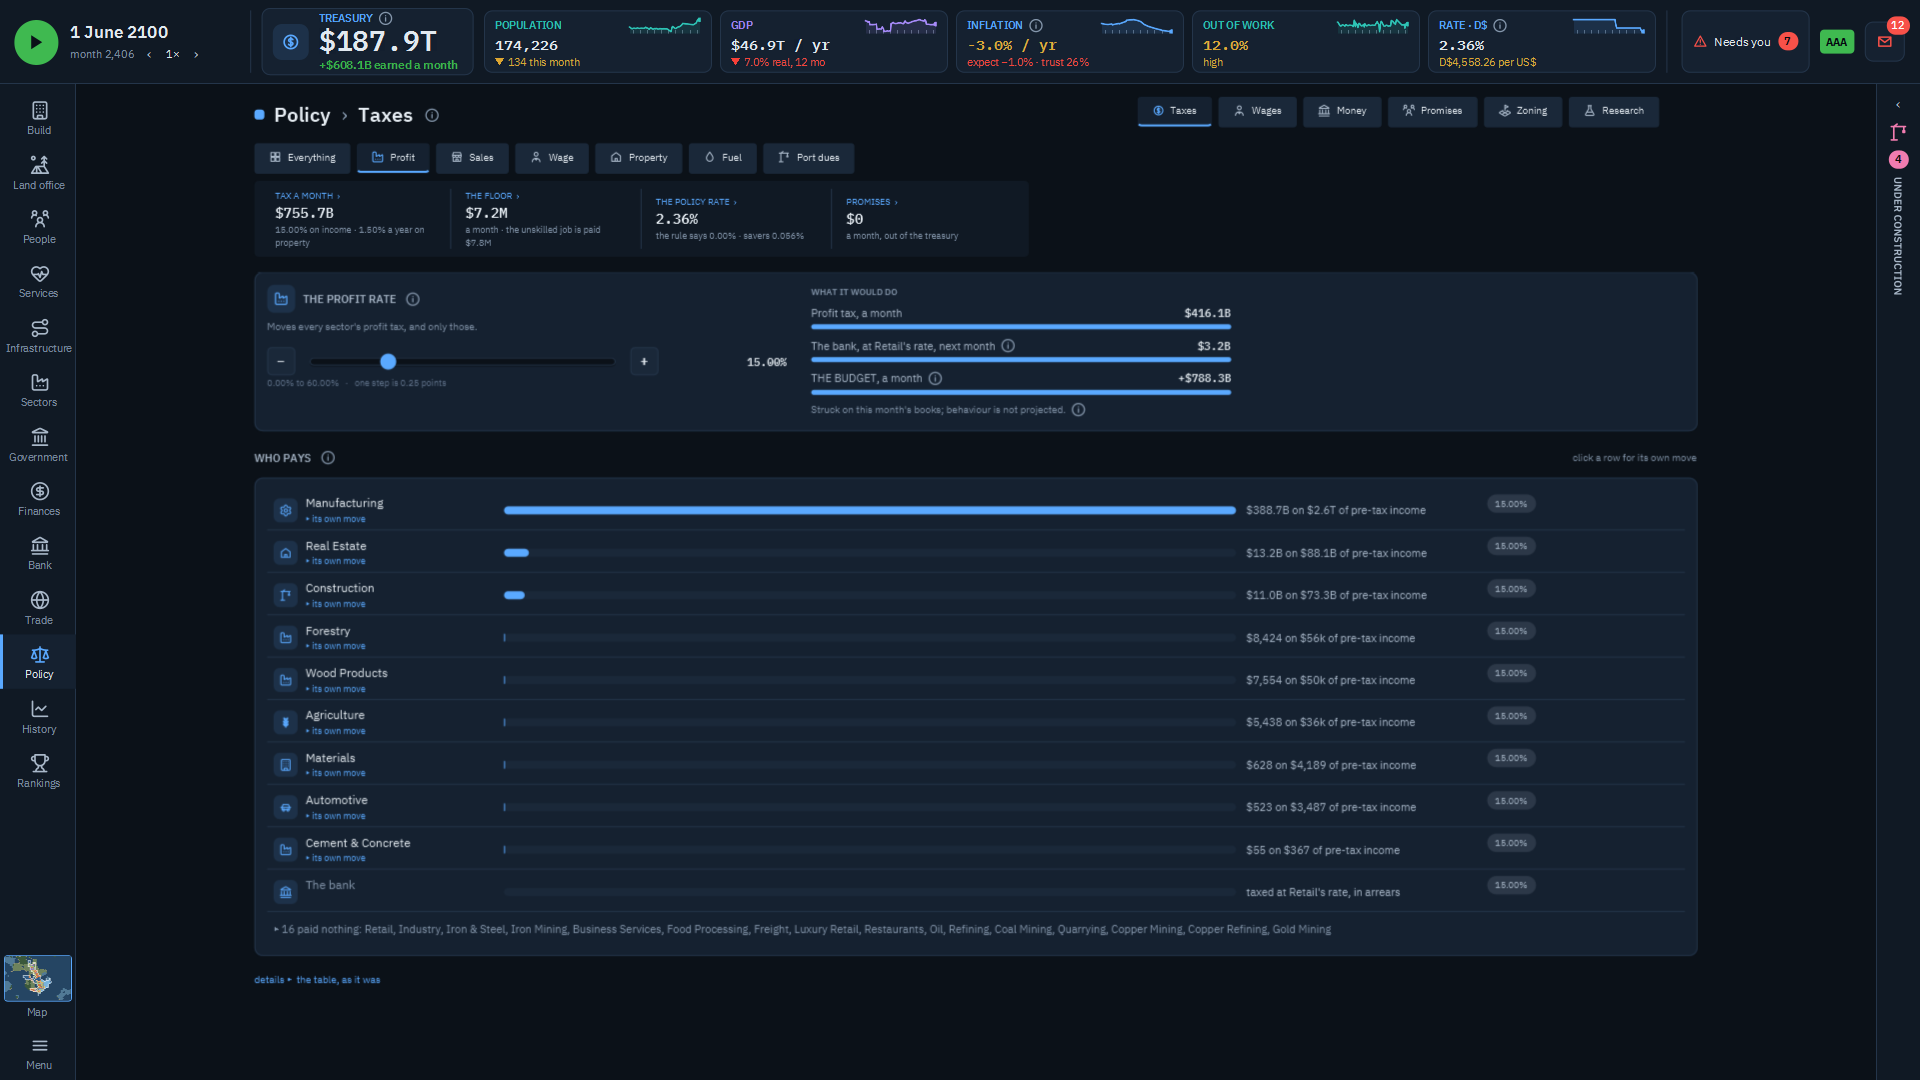 1 June 2100
month 2,406 ‹ 1× ›
TREASURY
$187.9T
+$608.1B earned a month
POPULATION
174,226
▼ 134 this month
GDP
$46.9T / yr
▼ 7.0% real, 12 mo
INFLATION
-3.0% / yr
expect −1.0% · trust 26%
OUT OF WORK
12.0%
high
RATE · D$
2.36%
D$4,558.26 per US$
Needs you 7
AAA
12
Build
Land office
People
Services
Infrastructure
Sectors
Government
Finances
Bank
Trade
Policy
History
Rankings
Map
Menu
Policy › Taxes
Taxes
Wages
Money
Promises
Zoning
Research
Everything
Profit
Sales
Wage
Property
Fuel
Port dues
TAX A MONTH ›
$755.7B
15.00% on income · 1.50% a year on
property
THE FLOOR ›
$7.2M
a month · the unskilled job is paid
$7.8M
THE POLICY RATE ›
2.36%
the rule says 0.00% · savers 0.056%
PROMISES ›
$0
a month, out of the treasury
THE PROFIT RATE
Moves every sector's profit tax, and only those.
−
+
15.00%
0.00% to 60.00% · one step is 0.25 points
WHAT IT WOULD DO
Profit tax, a month $416.1B
The bank, at Retail's rate, next month $3.2B
THE BUDGET, a month +$788.3B
Struck on this month's books; behaviour is not projected.
WHO PAYS
click a row for its own move
Manufacturing
▸ its own move
$388.7B on $2.6T of pre-tax income
15.00%
Real Estate
▸ its own move
$13.2B on $88.1B of pre-tax income
15.00%
Construction
▸ its own move
$11.0B on $73.3B of pre-tax income
15.00%
Forestry
▸ its own move
$8,424 on $56k of pre-tax income
15.00%
Wood Products
▸ its own move
$7,554 on $50k of pre-tax income
15.00%
Agriculture
▸ its own move
$5,438 on $36k of pre-tax income
15.00%
Materials
▸ its own move
$628 on $4,189 of pre-tax income
15.00%
Automotive
▸ its own move
$523 on $3,487 of pre-tax income
15.00%
Cement & Concrete
▸ its own move
$55 on $367 of pre-tax income
15.00%
The bank
taxed at Retail's rate, in arrears
15.00%
▸ 16 paid nothing: Retail, Industry, Iron & Steel, Iron Mining, Business Services, Food Processing, Freight, Luxury Retail, Restaurants, Oil, Refining, Coal Mining, Quarrying, Copper Mining, Copper Refining, Gold Mining
details ▸ the table, as it was
‹
4
UNDER CONSTRUCTION